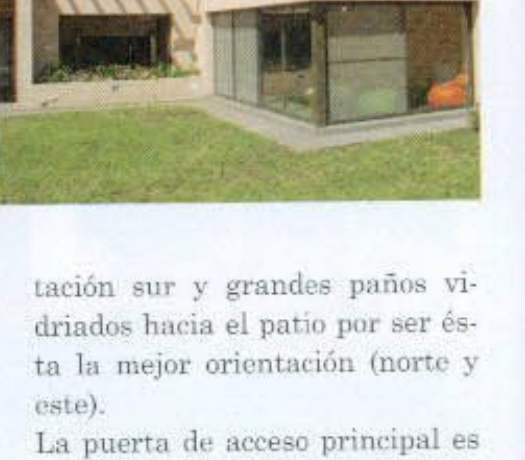 tación sur y grandes paños vi-
driados hacia el patio por ser és-
ta la mejor orientación (norte y
este).
La puerta de acceso principal es